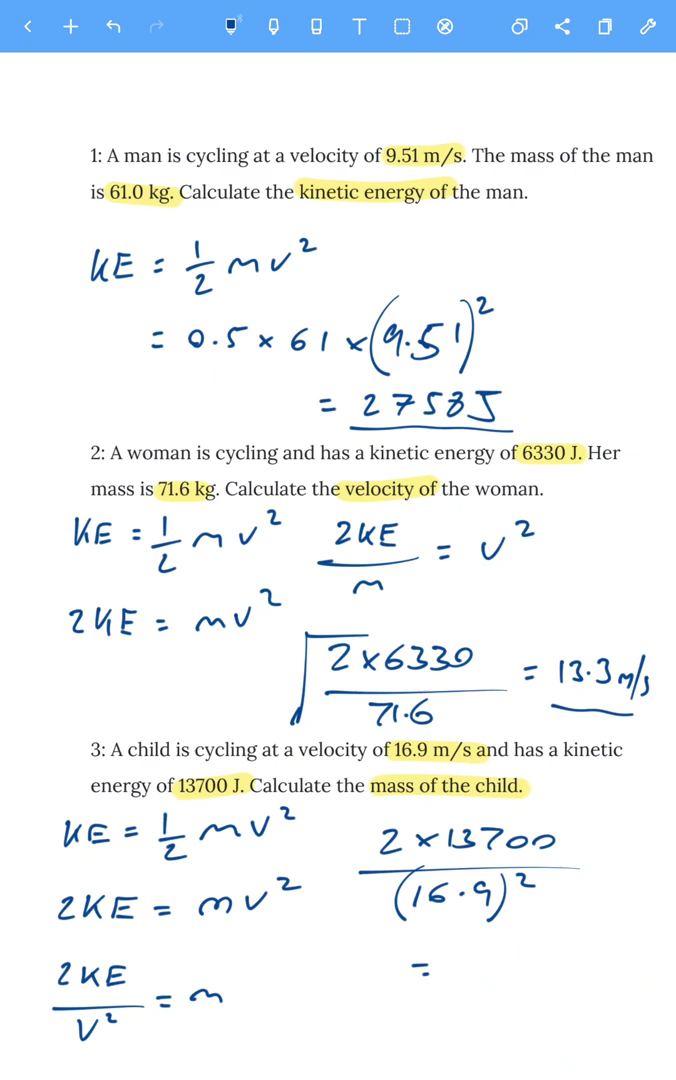 1: A man is cycling at a velocity of 9.51 m/s. The mass of the man
is 61.0 kg. Calculate the kinetic energy of the man.
KE = 1/2 mv²
= 0.5 × 61 × (9.51)²
= 2758J
2: A woman is cycling and has a kinetic energy of 6330 J. Her
mass is 71.6 kg. Calculate the velocity of the woman.
KE = 1/2 mv²
2KE = mv²
2KE/m = v²
√(2×6330/71.6) = 13.3 m/s
3: A child is cycling at a velocity of 16.9 m/s and has a kinetic
energy of 13700 J. Calculate the mass of the child.
KE = 1/2 mv²
2KE = mv²
2KE/v² = m
2 × 13700/(16.9)²
=